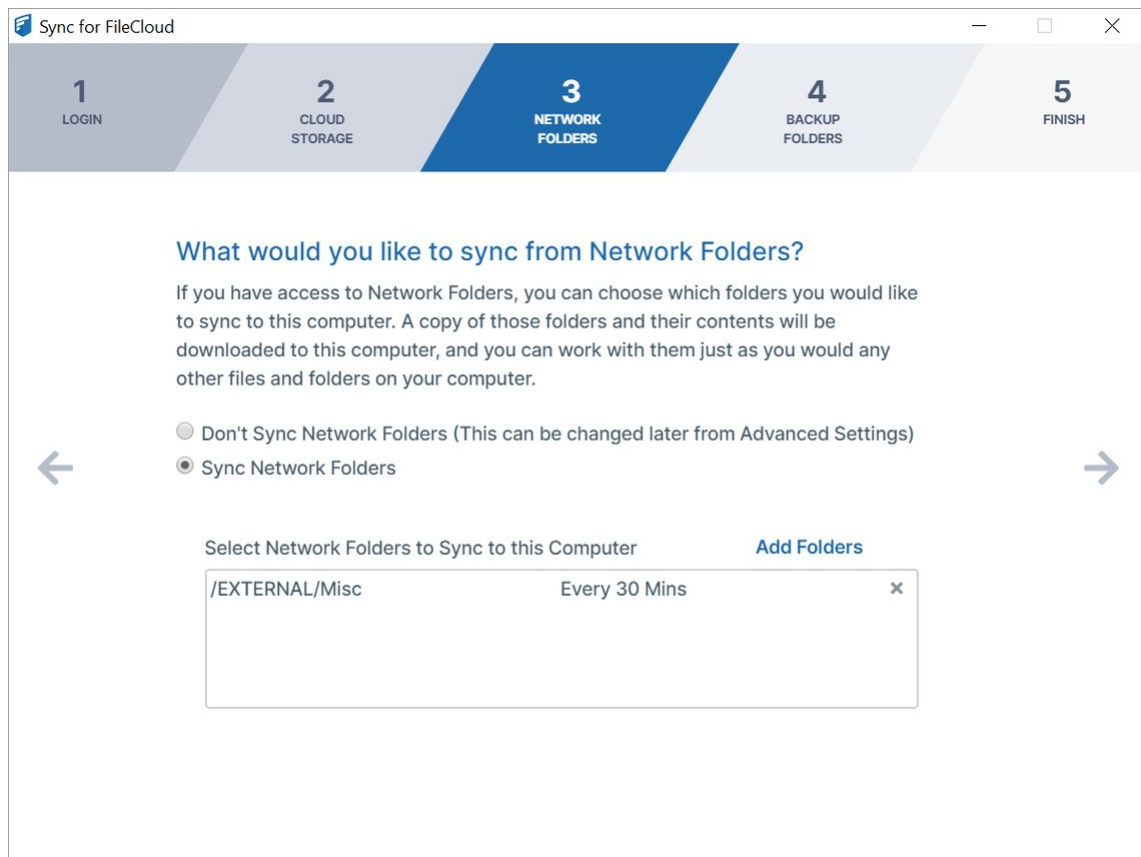 Sync for FileCloud
1
LOGIN
2
CLOUD
STORAGE
3
NETWORK
FOLDERS
4
BACKUP
FOLDERS
5
FINISH
What would you like to sync from Network Folders?
If you have access to Network Folders, you can choose which folders you would like
to sync to this computer. A copy of those folders and their contents will be
downloaded to this computer, and you can work with them just as you would any
other files and folders on your computer.
Don't Sync Network Folders (This can be changed later from Advanced Settings)
Sync Network Folders
Select Network Folders to Sync to this Computer Add Folders
/EXTERNAL/Misc Every 30 Mins